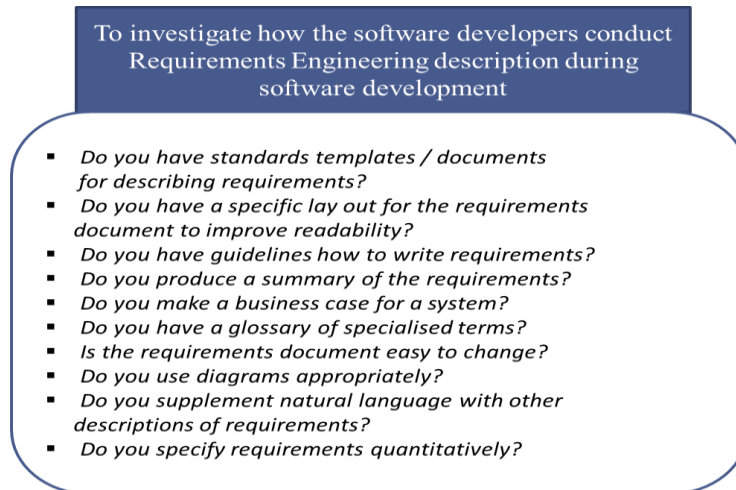 To investigate how the software developers conduct
Requirements Engineering description during
software development
▪ Do you have standards templates / documents
for describing requirements?
▪ Do you have a specific lay out for the requirements
document to improve readability?
▪ Do you have guidelines how to write requirements?
▪ Do you produce a summary of the requirements?
▪ Do you make a business case for a system?
▪ Do you have a glossary of specialised terms?
▪ Is the requirements document easy to change?
▪ Do you use diagrams appropriately?
▪ Do you supplement natural language with other
descriptions of requirements?
▪ Do you specify requirements quantitatively?